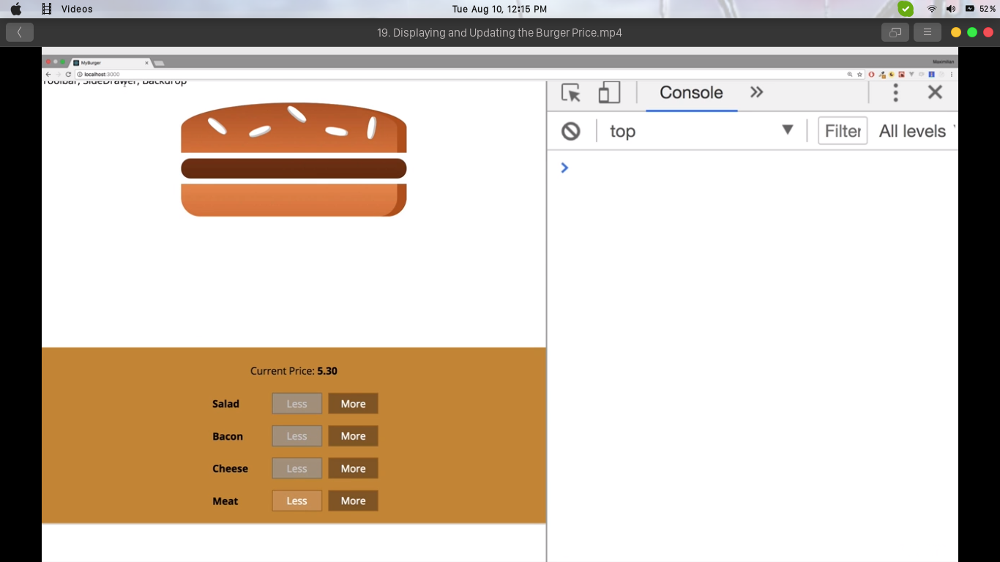 Videos
Tue Aug 10, 12:15 PM
52%
19. Displaying and Updating the Burger Price.mp4
MyBurger
Maximilian
localhost:3000
Toolbar, SideDrawer, Backdrop
Console
top
Filter
All levels
Current Price: 5.30
Salad Less More
Bacon Less More
Cheese Less More
Meat Less More